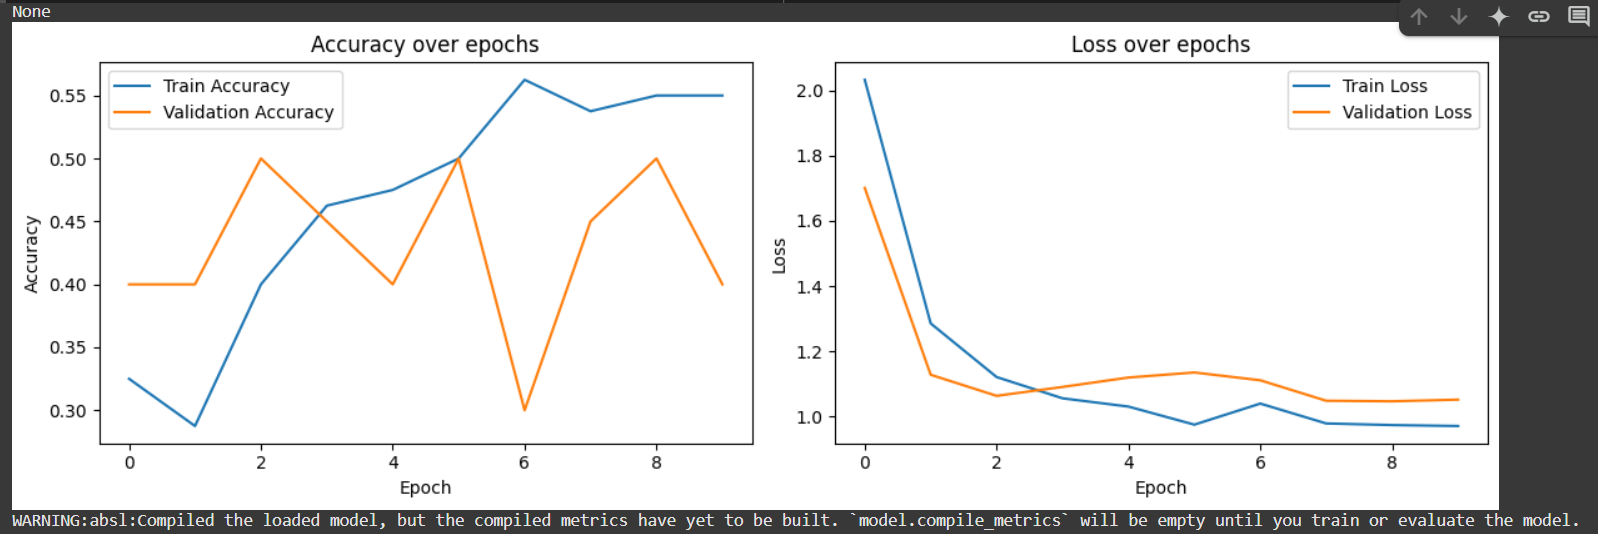 None
Accuracy over epochs
Train Accuracy
Validation Accuracy
0.55
0.50
0.45
0.40
0.35
0.30
Accuracy
0 2 4 6 8
Epoch
Loss over epochs
Train Loss
Validation Loss
2.0
1.8
1.6
1.4
1.2
1.0
Loss
0 2 4 6 8
Epoch
WARNING:absl:Compiled the loaded model, but the compiled metrics have yet to be built. `model.compile_metrics` will be empty until you train or evaluate the model.